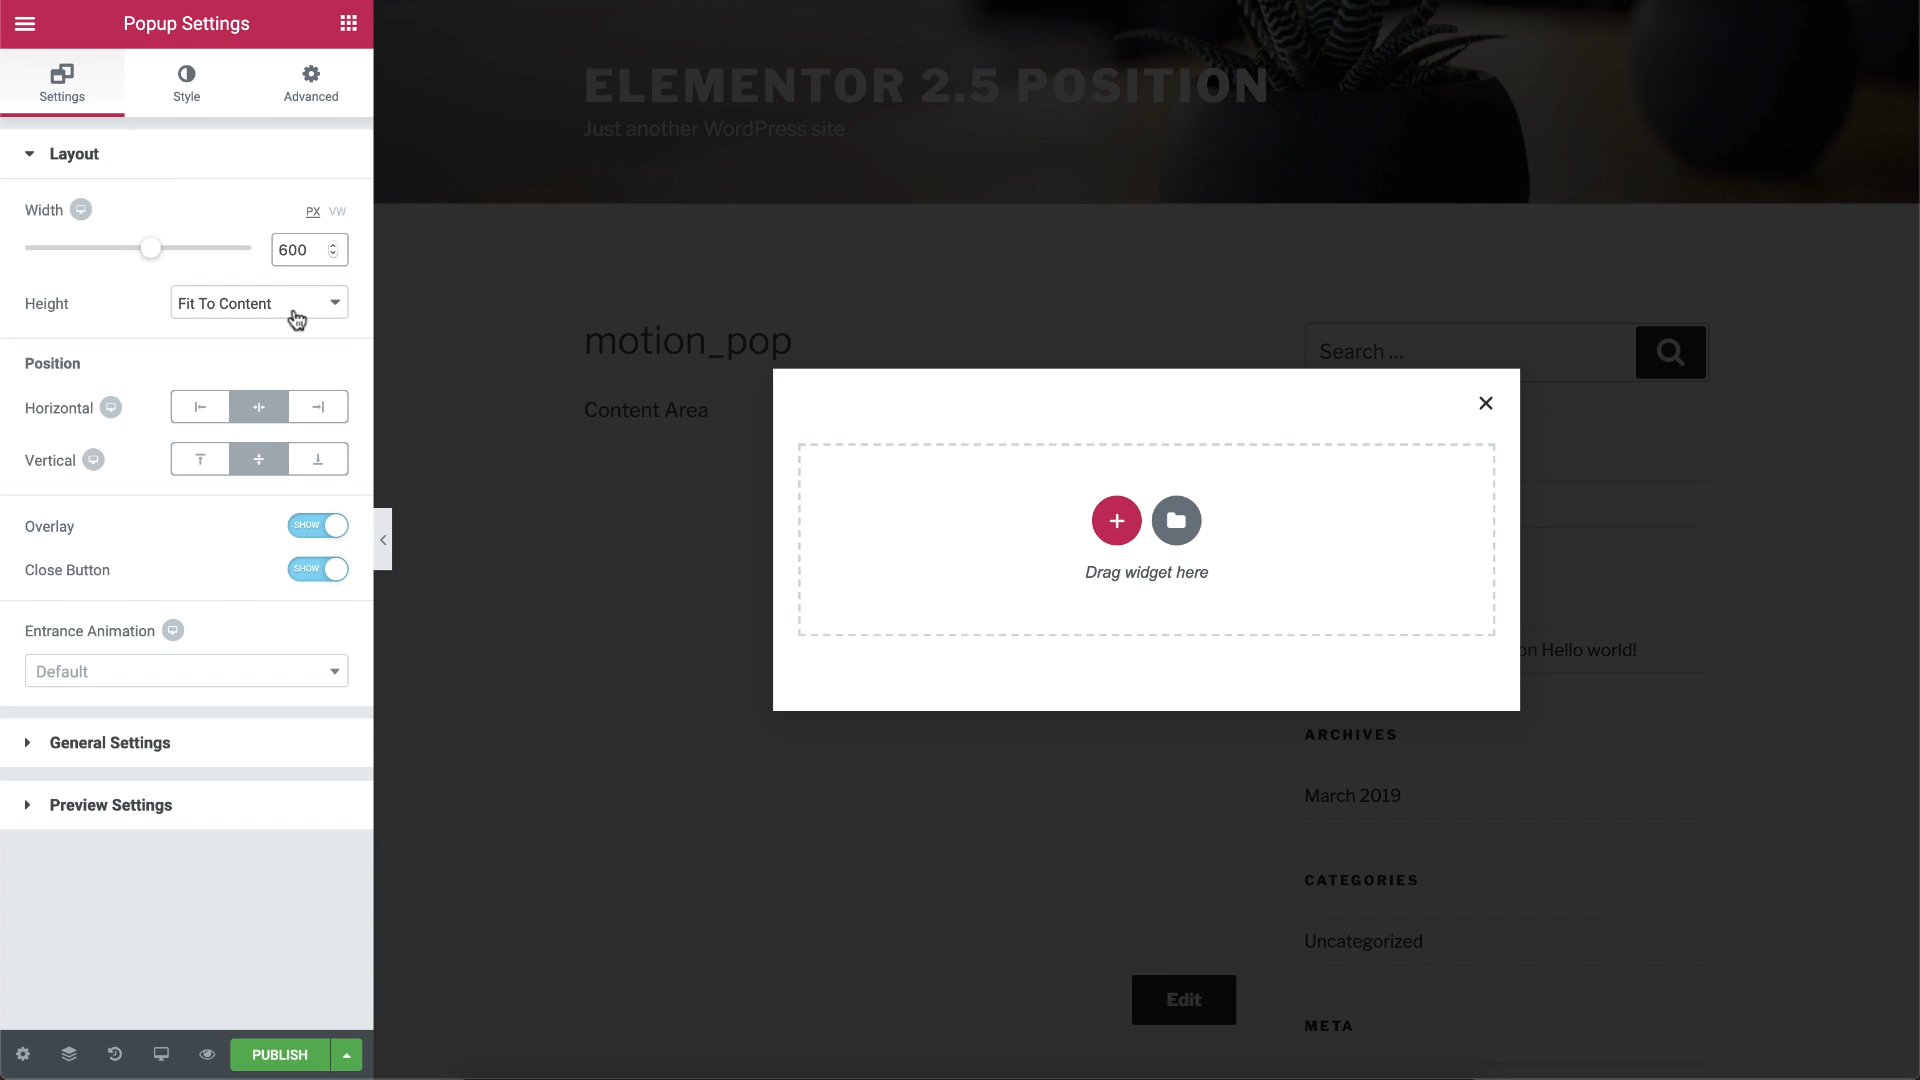 Popup Settings
Settings
Style
Advanced
Layout
Width
PX VW
600
Height
Fit To Content
Position
Horizontal
Vertical
Overlay
SHOW
Close Button
SHOW
Entrance Animation
Default
General Settings
Preview Settings
PUBLISH
ELEMENTOR 2.5 POSITION
Just another WordPress site
motion_pop
Content Area
Search ...
Drag widget here
on Hello world!
ARCHIVES
March 2019
CATEGORIES
Uncategorized
Edit
META